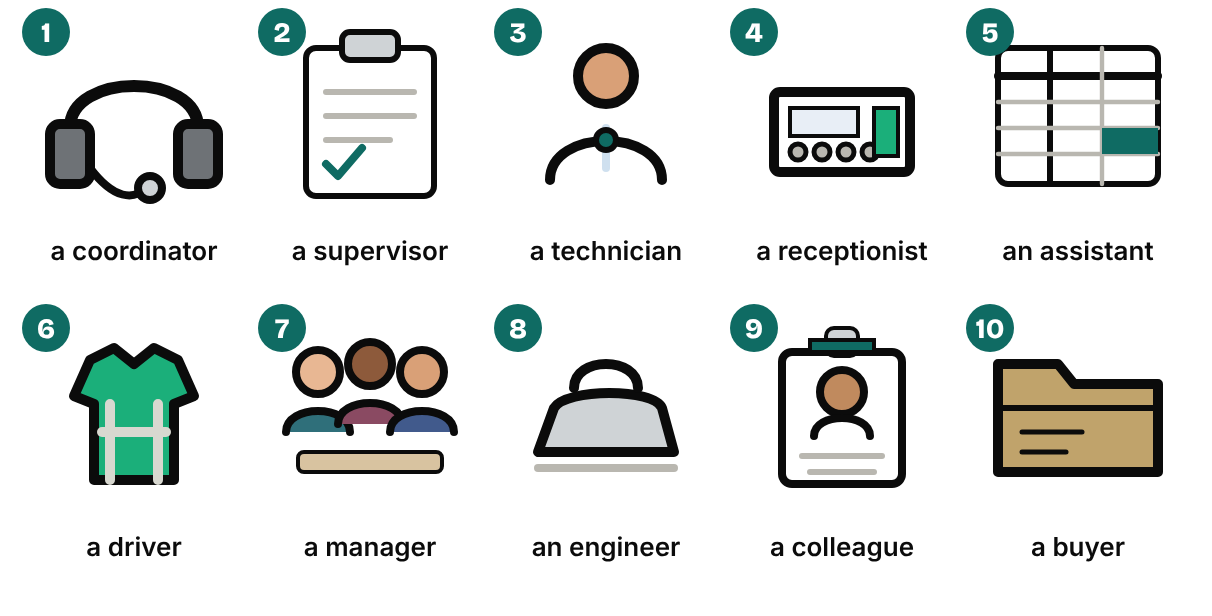 1
2
3
4
5
a coordinator
a supervisor
a technician
a receptionist
an assistant
6
7
8
9
10
a driver
a manager
an engineer
a colleague
a buyer